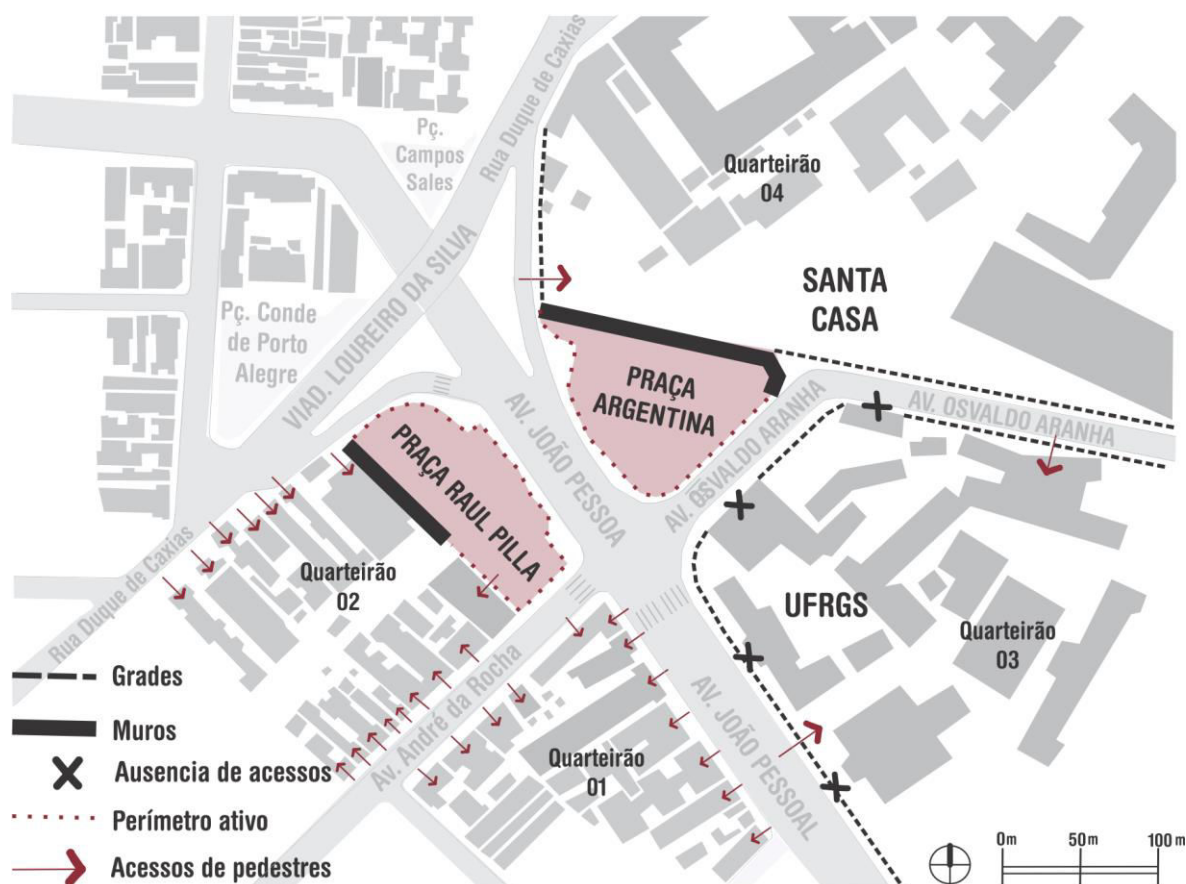 Rua Duque de Caxias
Pç.
Campos
Sales
Quarteirão
04
VIAD. LOUREIRO DA SILVA
SANTA
CASA
Pç. Conde
de Porto
Alegre
PRAÇA
ARGENTINA
AV. OSVALDO ARANHA
AV. JOÃO PESSOA
AV. OSVALDO ARANHA
PRAÇA RAUL PILLA
Quarteirão
02
Rua Duque de Caxias
UFRGS
Quarteirão
03
Av. André da Rocha
Quarteirão
01
AV. JOÃO PESSOAL
Grades
Muros
Ausencia de acessos
Perímetro ativo
Acessos de pedestres
0m 50m 100m